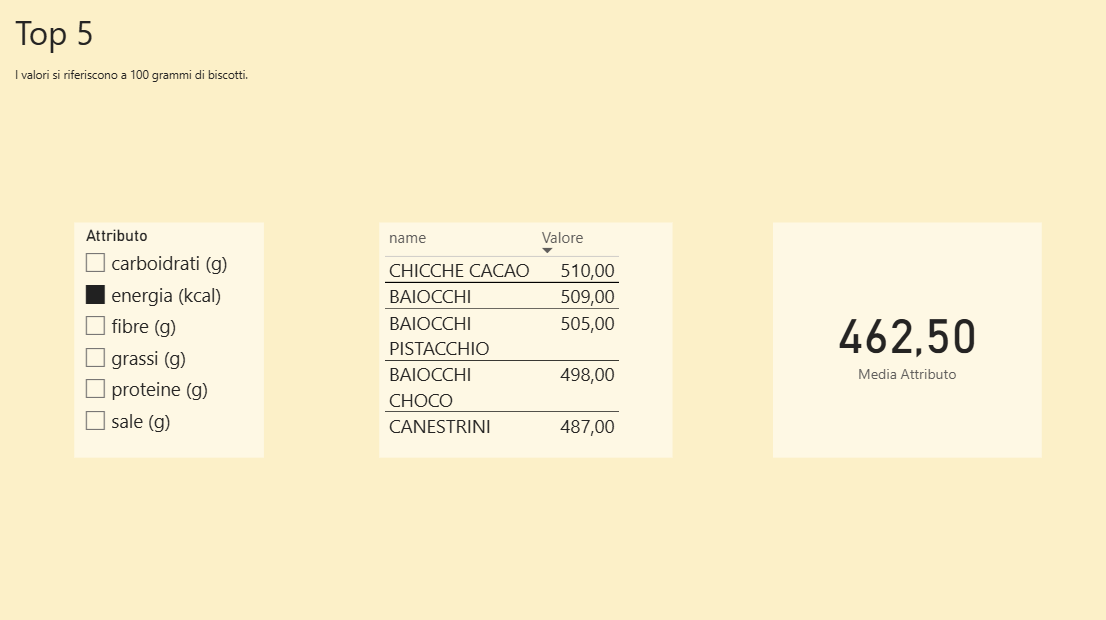 Top 5
I valori si riferiscono a 100 grammi di biscotti.
Attributo
carboidrati (g)
energia (kcal)
fibre (g)
grassi (g)
proteine (g)
sale (g)
name Valore
CHICCHE CACAO 510,00
BAIOCCHI 509,00
BAIOCCHI 505,00
PISTACCHIO
BAIOCCHI 498,00
CHOCO
CANESTRINI 487,00
462,50
Media Attributo